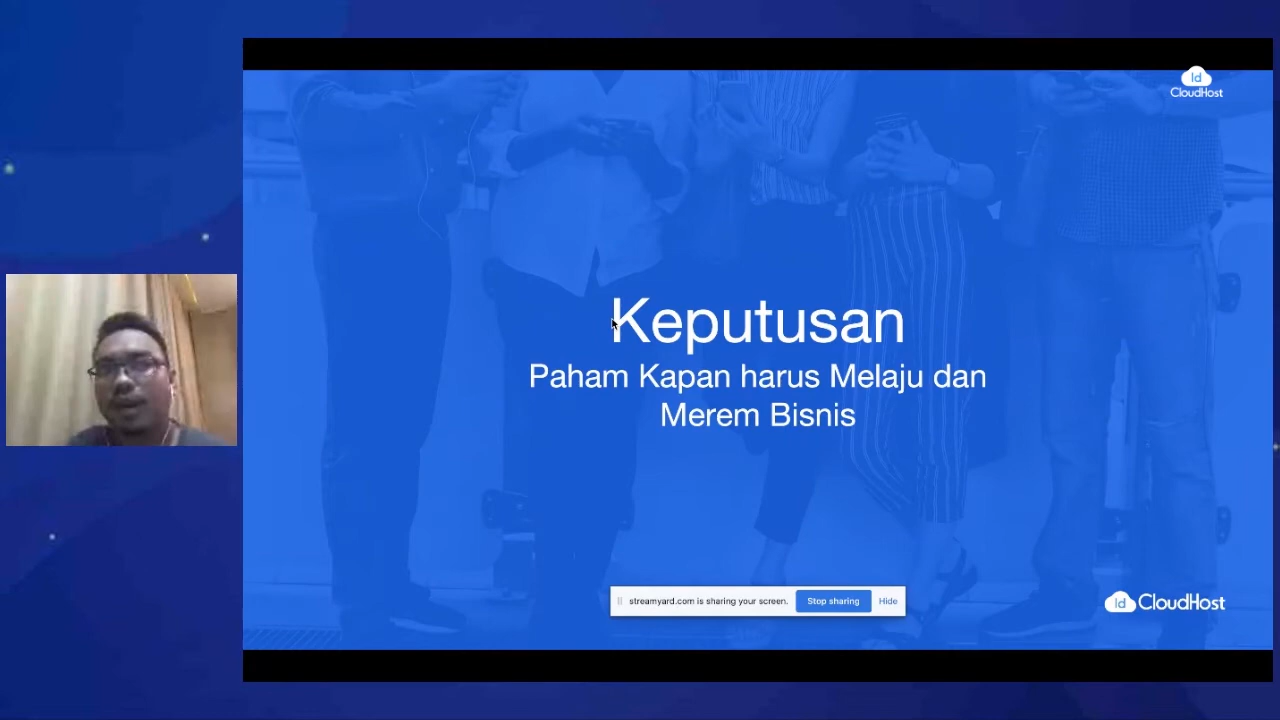 Id
CloudHost
Keputusan
Paham Kapan harus Melaju dan
Merem Bisnis
streamyard.com is sharing your screen. Stop sharing Hide
Id CloudHost